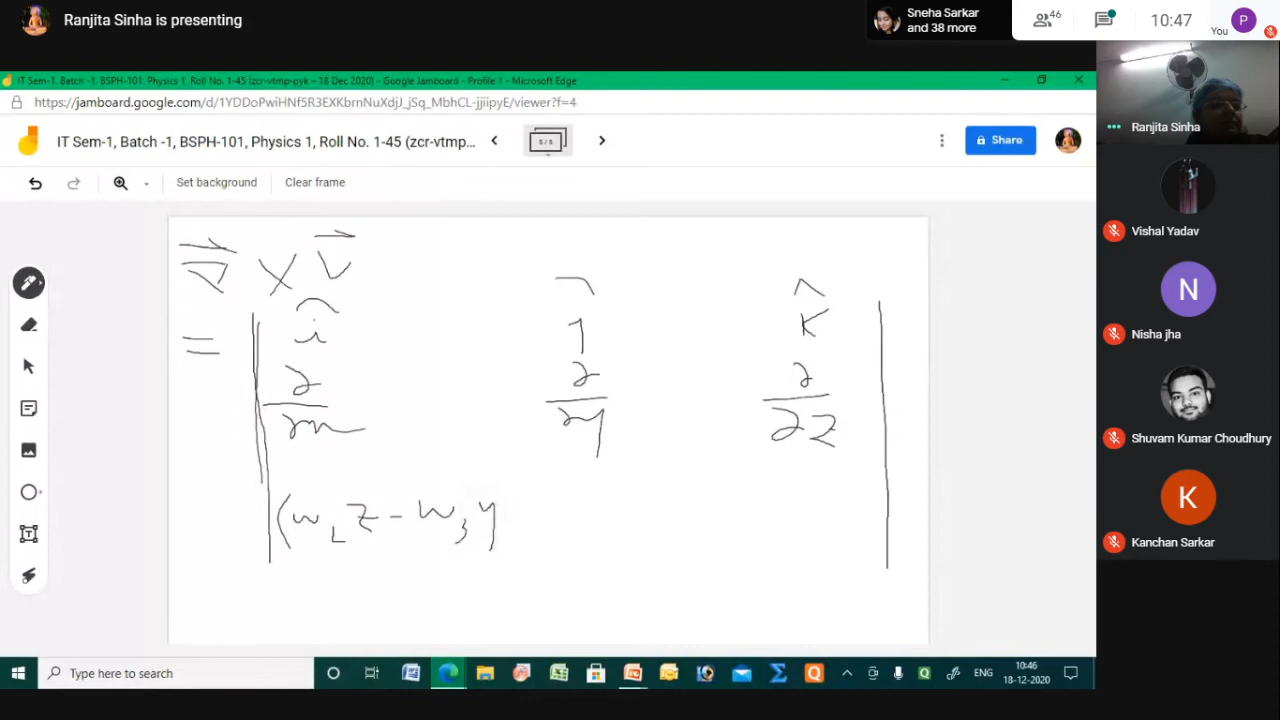 Ranjita Sinha is presenting
Sneha Sarkar
and 38 more
46
10:47
You
P
IT Sem-1, Batch -1, BSPH-101, Physics 1, Roll No. 1-45 (zcr-vtmp-pyk – 18 Dec 2020) - Google Jamboard - Profile 1 - Microsoft Edge
https://jamboard.google.com/d/1YDDoPwiHNf5R3EXKbrnNuXdjJ_jSq_MbhCL-jjiipyE/viewer?f=4
IT Sem-1, Batch -1, BSPH-101, Physics 1, Roll No. 1-45 (zcr-vtmp...
5 / 5
Share
Set background
Clear frame
∇ × V
= i j k
∂/∂x ∂/∂y ∂/∂z
(w₂z - w₃y
Ranjita Sinha
Vishal Yadav
N
Nisha jha
Shuvam Kumar Choudhury
K
Kanchan Sarkar
Type here to search
ENG
10:46
18-12-2020